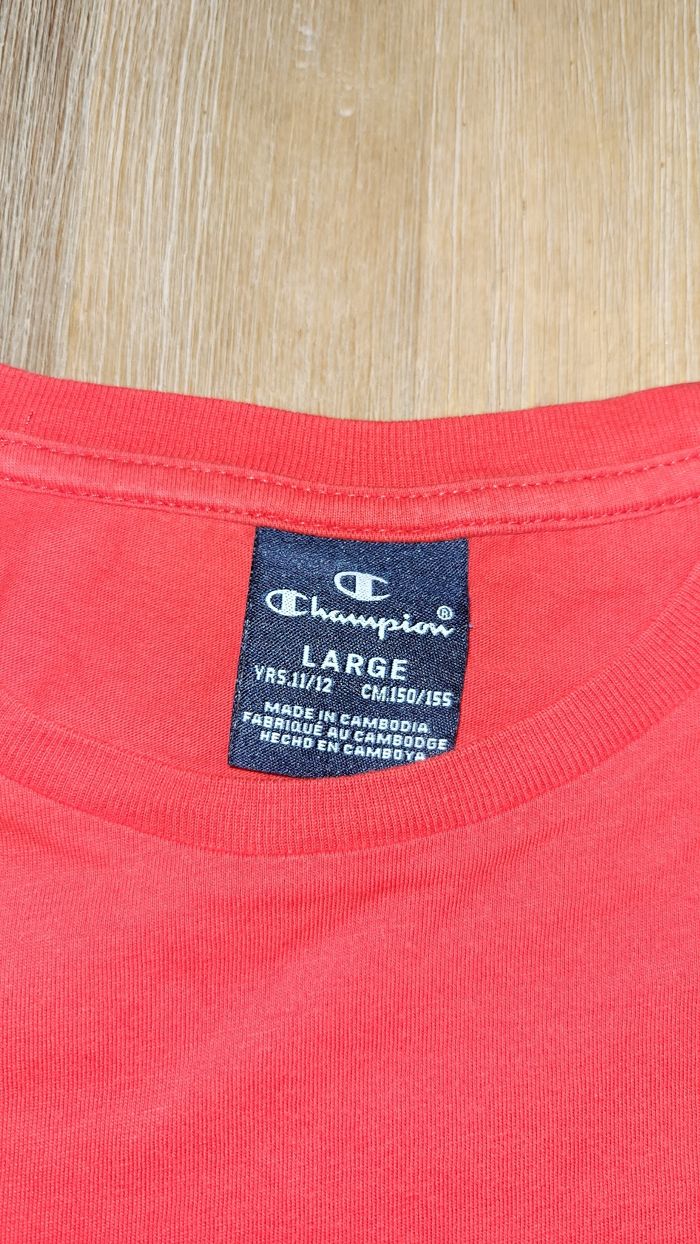 Champion®
LARGE
YRS.11/12 CM.150/155
MADE IN CAMBODIA
FABRIQUÉ AU CAMBODGE
HECHO EN CAMBOYA